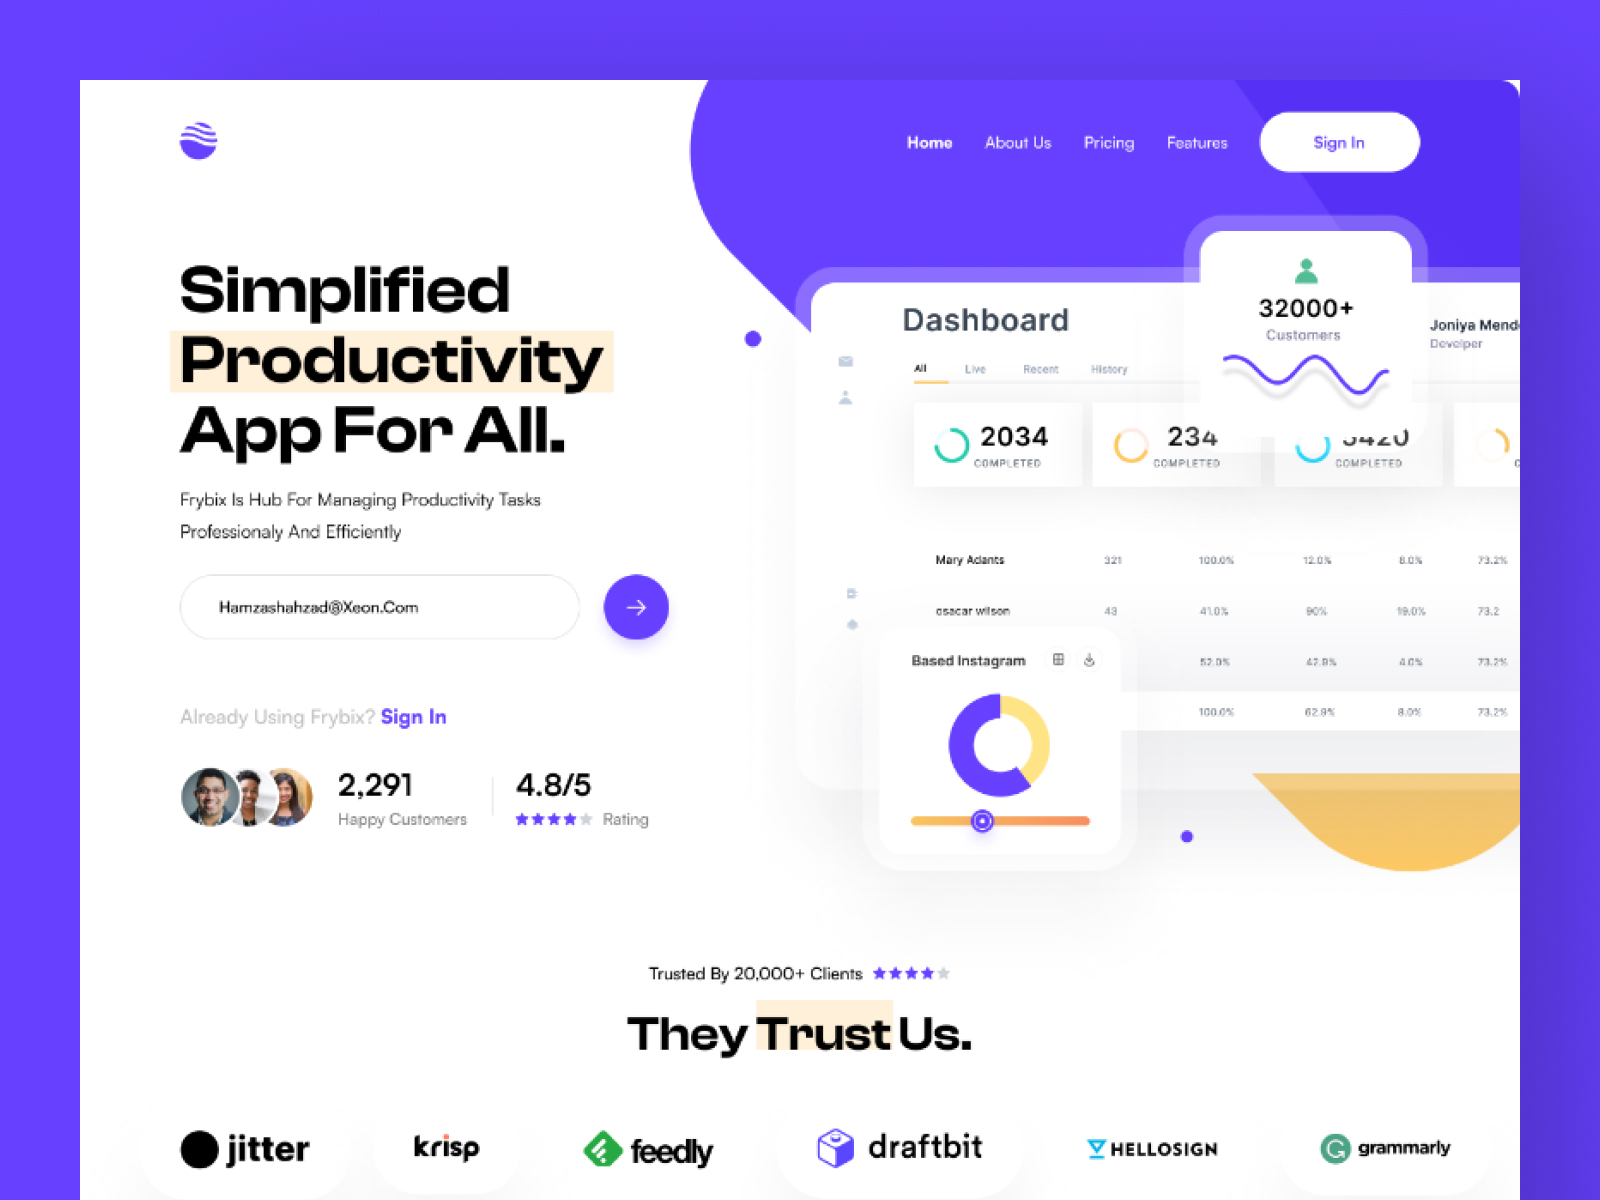 Home About Us Pricing Features Sign In
Simplified
Productivity
App For All.
Frybix Is Hub For Managing Productivity Tasks
Professionaly And Efficiently
Hamzashahzad@Xeon.Com
Already Using Frybix? Sign In
2,291
Happy Customers
4.8/5
Rating
32000+
Customers
Dashboard
Joniya Mend
Develper
All Live Recent History
2034
COMPLETED
234
COMPLETED
3420
COMPLETED
Mary Adants 321 100.0% 12.0% 8.0% 73.2%
osacar wilson 43 41.0% 90% 19.0% 73.2
52.0% 42.9% 4.0% 73.2%
100.0% 62.9% 8.0% 73.2%
Based Instagram
Trusted By 20,000+ Clients
They Trust Us.
jitter krisp feedly draftbit HELLOSIGN grammarly